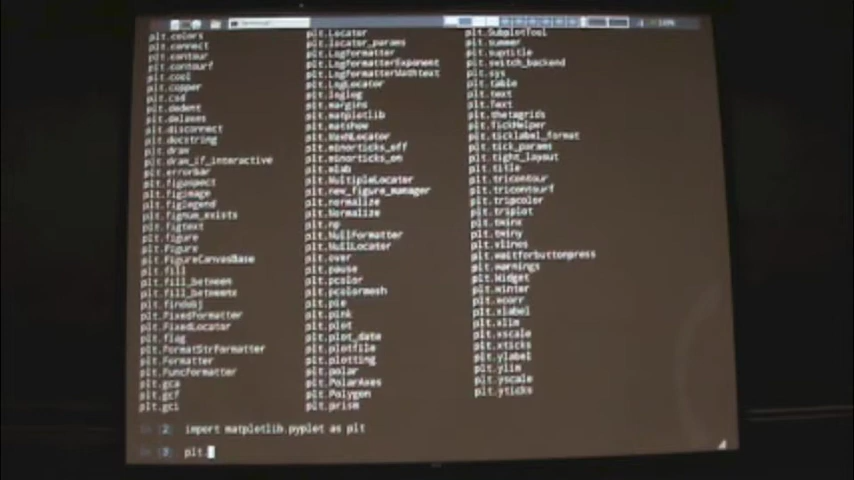 plt.colors
plt.connect
plt.contour
plt.contourf
plt.cool
plt.copper
plt.csd
plt.dedent
plt.delaxes
plt.disconnect
plt.docstring
plt.draw
plt.draw_if_interactive
plt.errorbar
plt.figaspect
plt.figimage
plt.figlegend
plt.fignum_exists
plt.figtext
plt.figure
plt.Figure
plt.FigureCanvasBase
plt.fill
plt.fill_between
plt.fill_betweenx
plt.findobj
plt.FixedFormatter
plt.FixedLocator
plt.flag
plt.FormatStrFormatter
plt.Formatter
plt.FuncFormatter
plt.gca
plt.gcf
plt.gci
plt.Locator
plt.locator_params
plt.LogFormatter
plt.LogFormatterExponent
plt.LogFormatterMathtext
plt.LogLocator
plt.loglog
plt.margins
plt.matplotlib
plt.matshow
plt.MaxNLocator
plt.minorticks_off
plt.minorticks_on
plt.mlab
plt.MultipleLocator
plt.new_figure_manager
plt.normalize
plt.Normalize
plt.np
plt.NullFormatter
plt.NullLocator
plt.over
plt.pause
plt.pcolor
plt.pcolormesh
plt.pie
plt.pink
plt.plot
plt.plot_date
plt.plotfile
plt.plotting
plt.polar
plt.PolarAxes
plt.Polygon
plt.prism
plt.SubplotTool
plt.summer
plt.suptitle
plt.switch_backend
plt.sys
plt.table
plt.text
plt.Text
plt.thetagrids
plt.TickHelper
plt.ticklabel_format
plt.tick_params
plt.tight_layout
plt.title
plt.tricontour
plt.tricontourf
plt.tripcolor
plt.triplot
plt.twinx
plt.twiny
plt.vlines
plt.waitforbuttonpress
plt.warnings
plt.Widget
plt.winter
plt.xcorr
plt.xlabel
plt.xlim
plt.xscale
plt.xticks
plt.ylabel
plt.ylim
plt.yscale
plt.yticks
In [2] import matplotlib.pyplot as plt
In [3] plt.